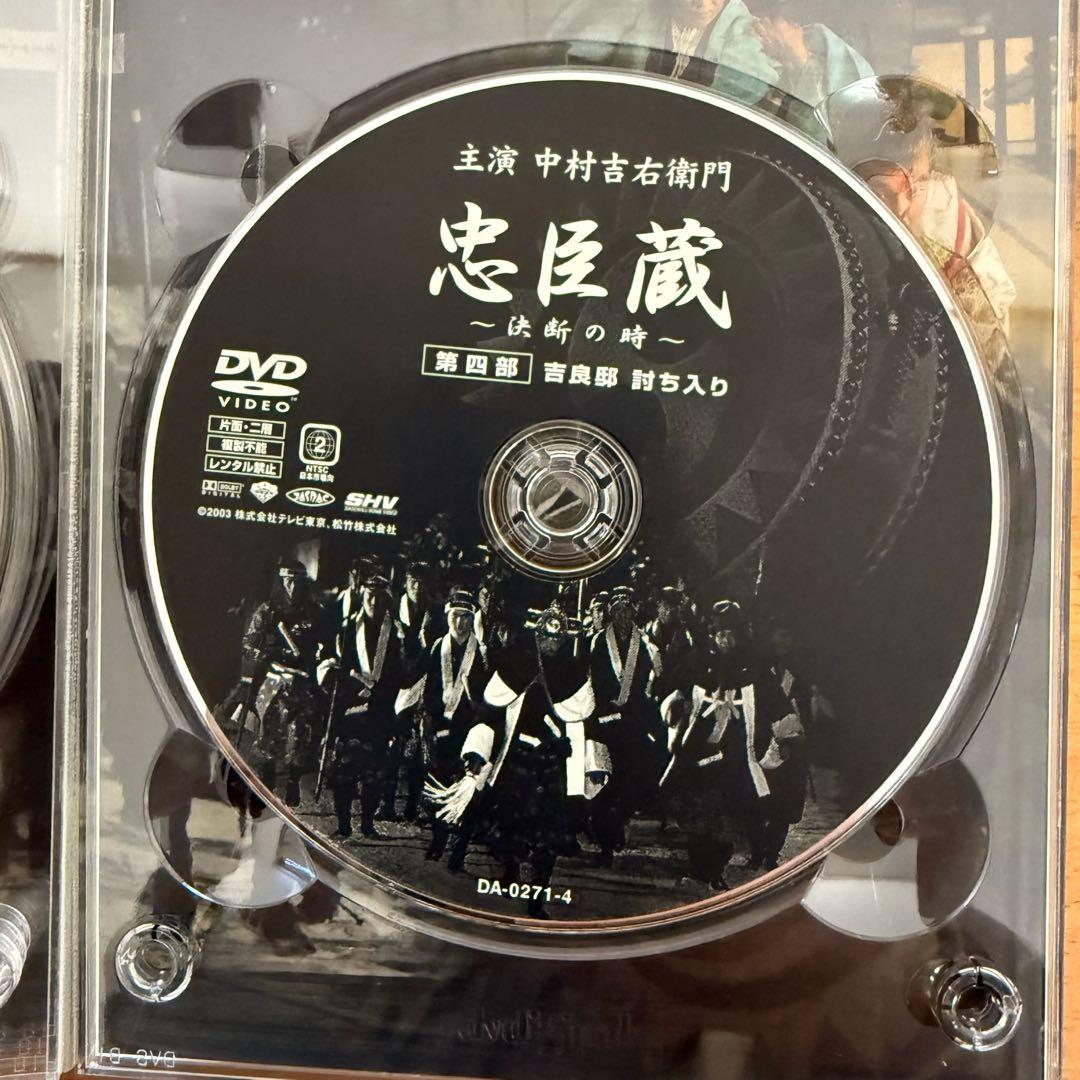 主演 中村吉右衛門
忠臣蔵
～決断の時～
第四部 吉良邸 討ち入り
DVD
VIDEO
片面・二層
複製不能
レンタル禁止
2
NTSC
日本市場向
DOLBY
DIGITAL
SHV
©2003 株式会社テレビ東京、松竹株式会社
DA-0271-4